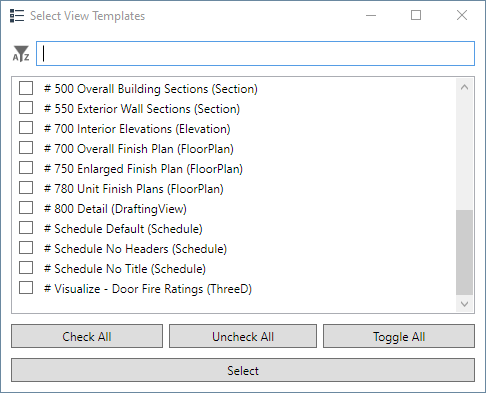 Select View Templates
# 500 Overall Building Sections (Section)
# 550 Exterior Wall Sections (Section)
# 700 Interior Elevations (Elevation)
# 700 Overall Finish Plan (FloorPlan)
# 750 Enlarged Finish Plan (FloorPlan)
# 780 Unit Finish Plans (FloorPlan)
# 800 Detail (DraftingView)
# Schedule Default (Schedule)
# Schedule No Headers (Schedule)
# Schedule No Title (Schedule)
# Visualize - Door Fire Ratings (ThreeD)
Check All Uncheck All Toggle All
Select